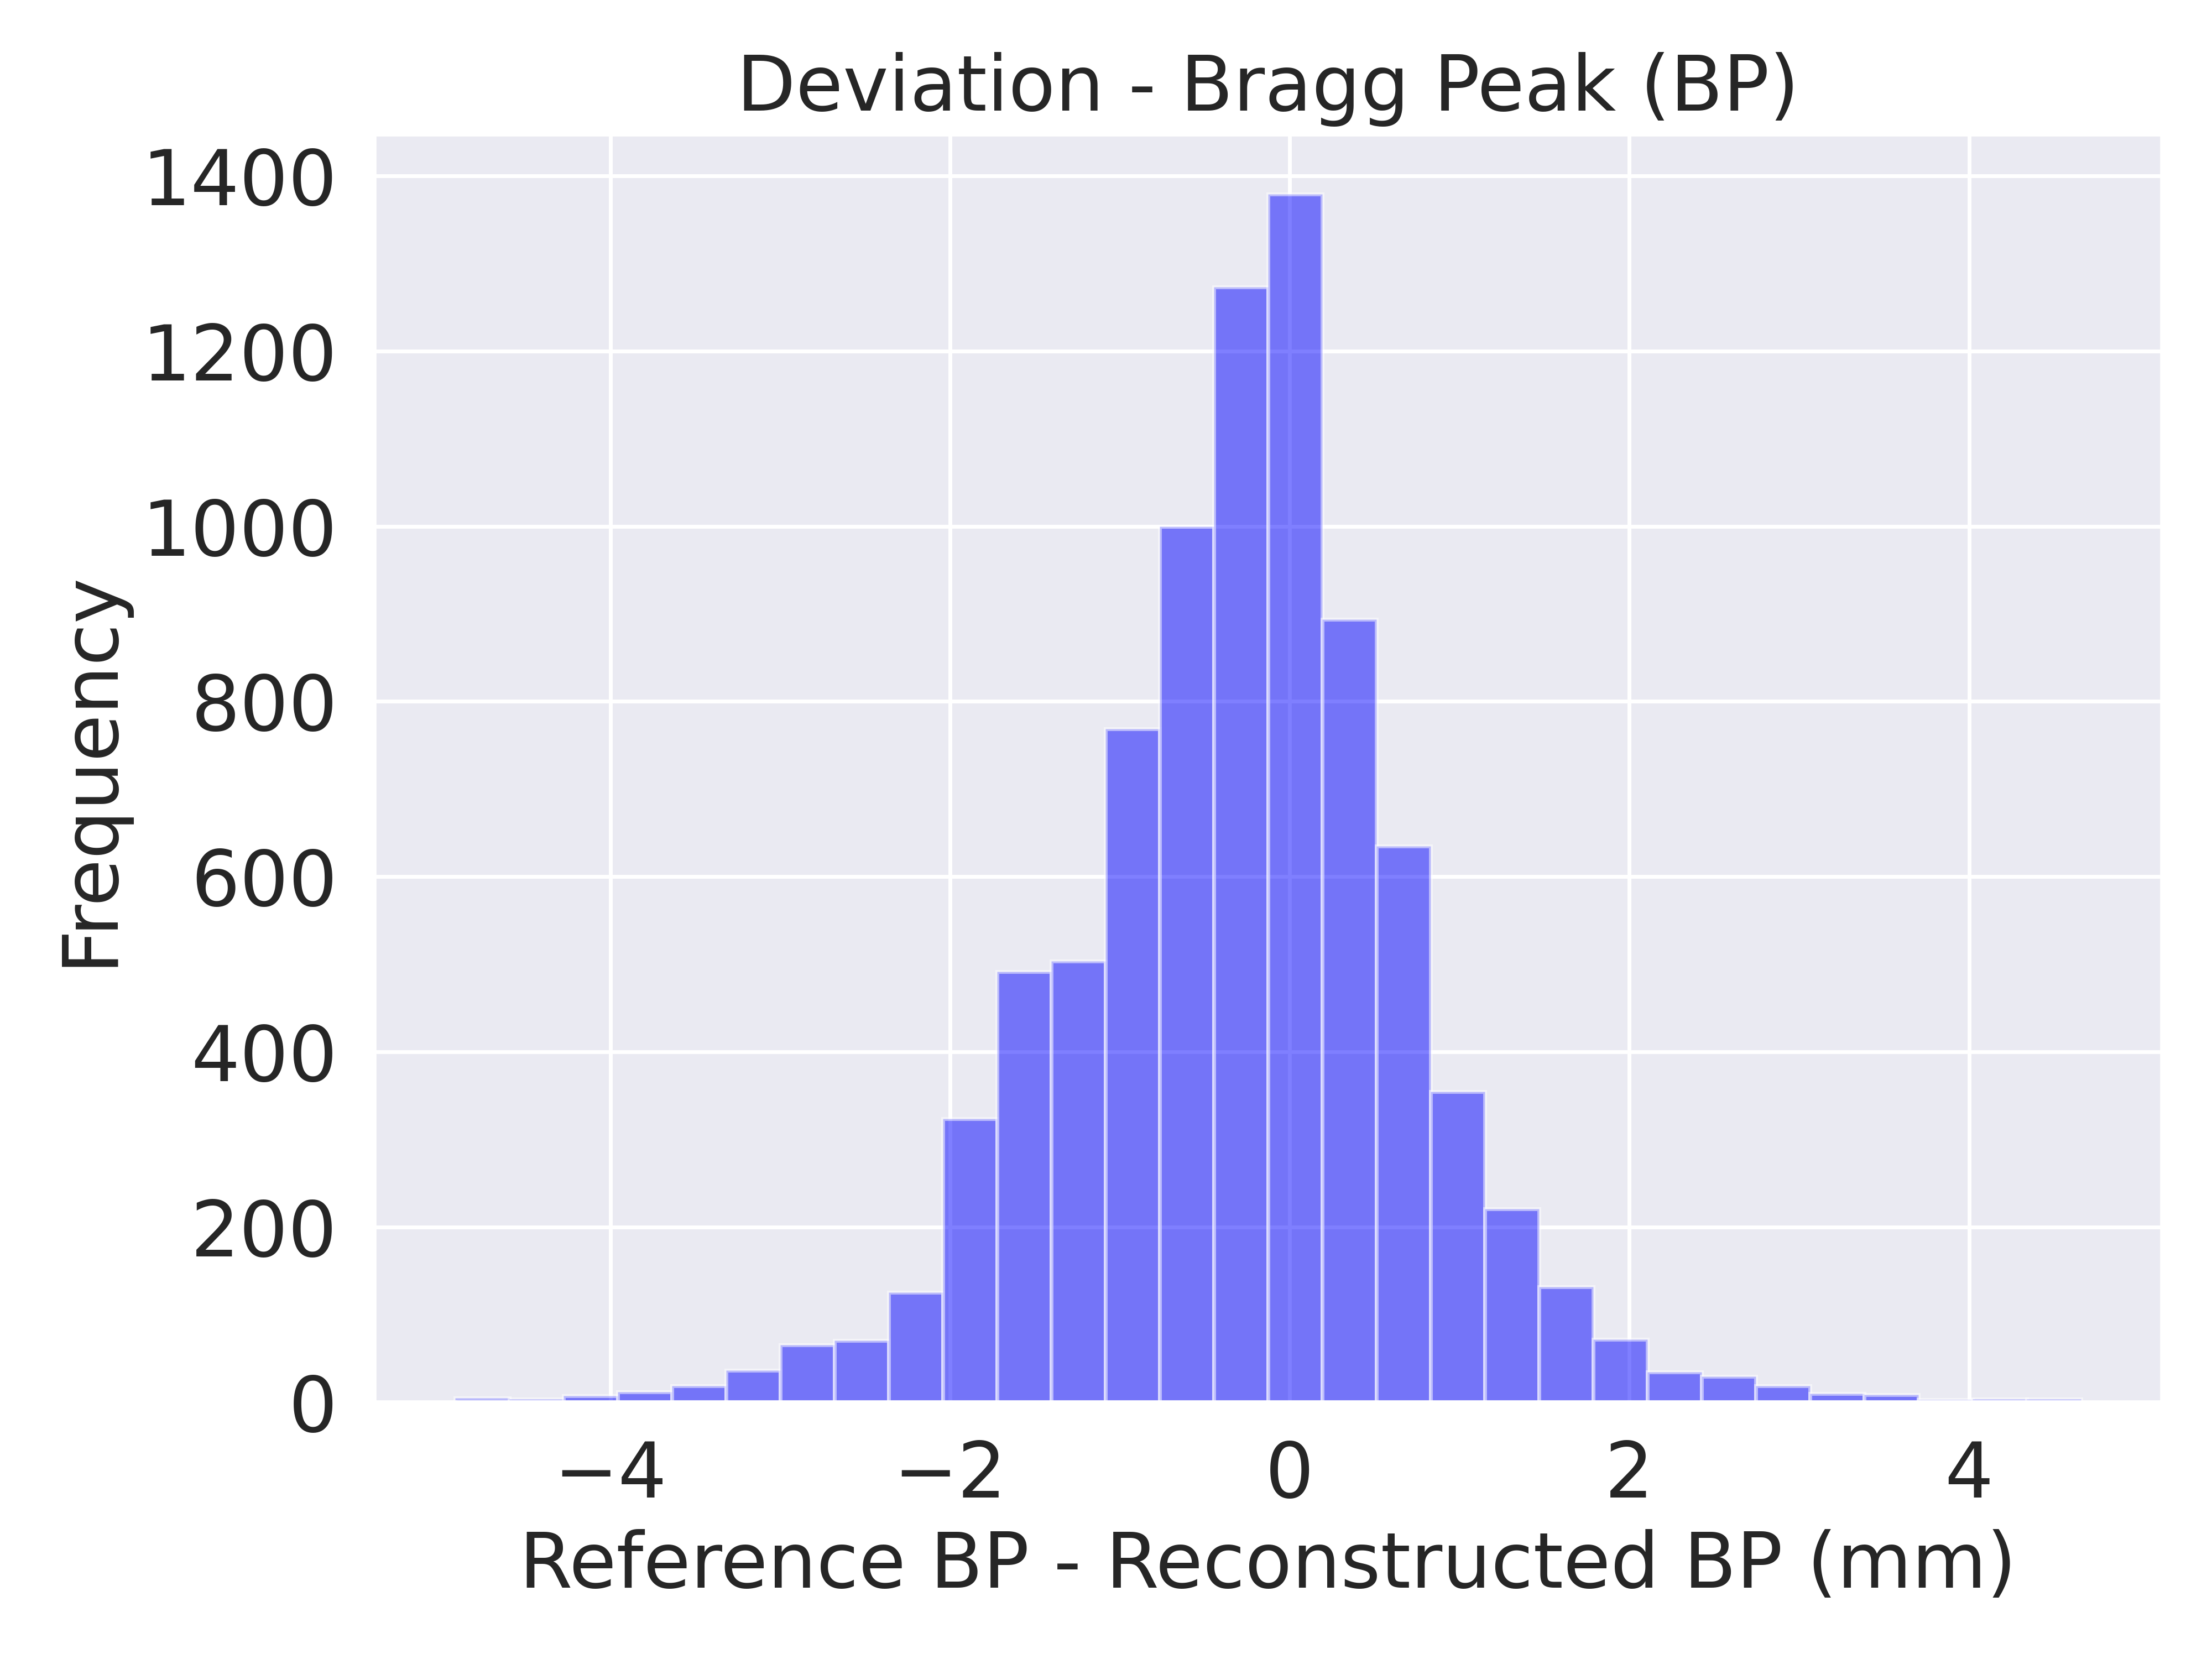 Deviation - Bragg Peak (BP)
1400
1200
1000
800
600
400
200
0
Frequency
−4 −2 0 2 4
Reference BP - Reconstructed BP (mm)